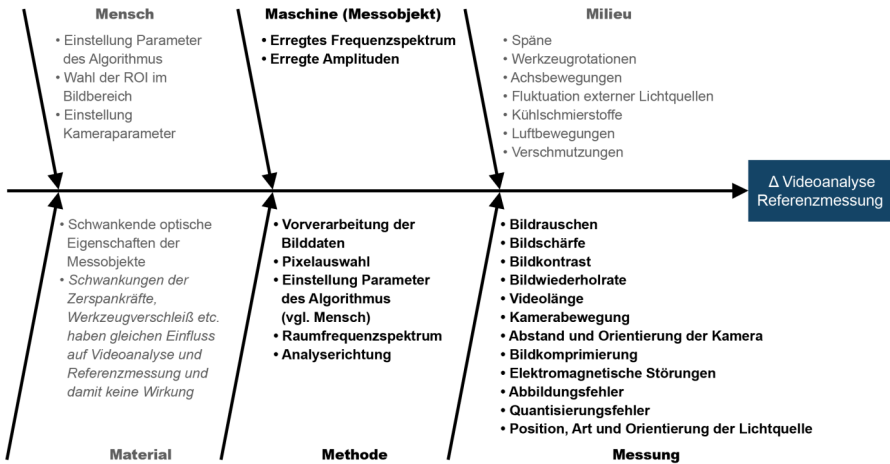 Mensch
• Einstellung Parameter
des Algorithmus
• Wahl der ROI im
Bildbereich
• Einstellung
Kameraparameter
Maschine (Messobjekt)
• Erregtes Frequenzspektrum
• Erregte Amplituden
Milieu
• Späne
• Werkzeugrotationen
• Achsbewegungen
• Fluktuation externer Lichtquellen
• Kühlschmierstoffe
• Luftbewegungen
• Verschmutzungen
Δ Videoanalyse
Referenzmessung
• Schwankende optische
Eigenschaften der
Messobjekte
• Schwankungen der
Zerspankräfte,
Werkzeugverschleiß etc.
haben gleichen Einfluss
auf Videoanalyse und
Referenzmessung und
damit keine Wirkung
Material
• Vorverarbeitung der
Bilddaten
• Pixelauswahl
• Einstellung Parameter
des Algorithmus
(vgl. Mensch)
• Raumfrequenzspektrum
• Analyserichtung
Methode
• Bildrauschen
• Bildschärfe
• Bildkontrast
• Bildwiederholrate
• Videolänge
• Kamerabewegung
• Abstand und Orientierung der Kamera
• Bildkomprimierung
• Elektromagnetische Störungen
• Abbildungsfehler
• Quantisierungsfehler
• Position, Art und Orientierung der Lichtquelle
Messung